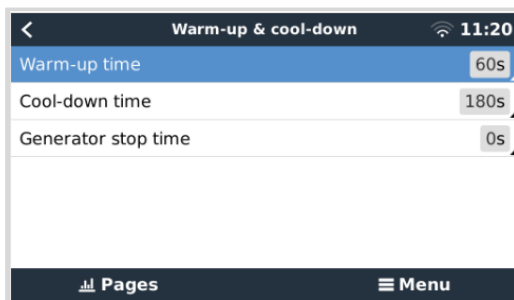 Warm-up & cool-down 11:20
Warm-up time 60s
Cool-down time 180s
Generator stop time 0s
Pages Menu